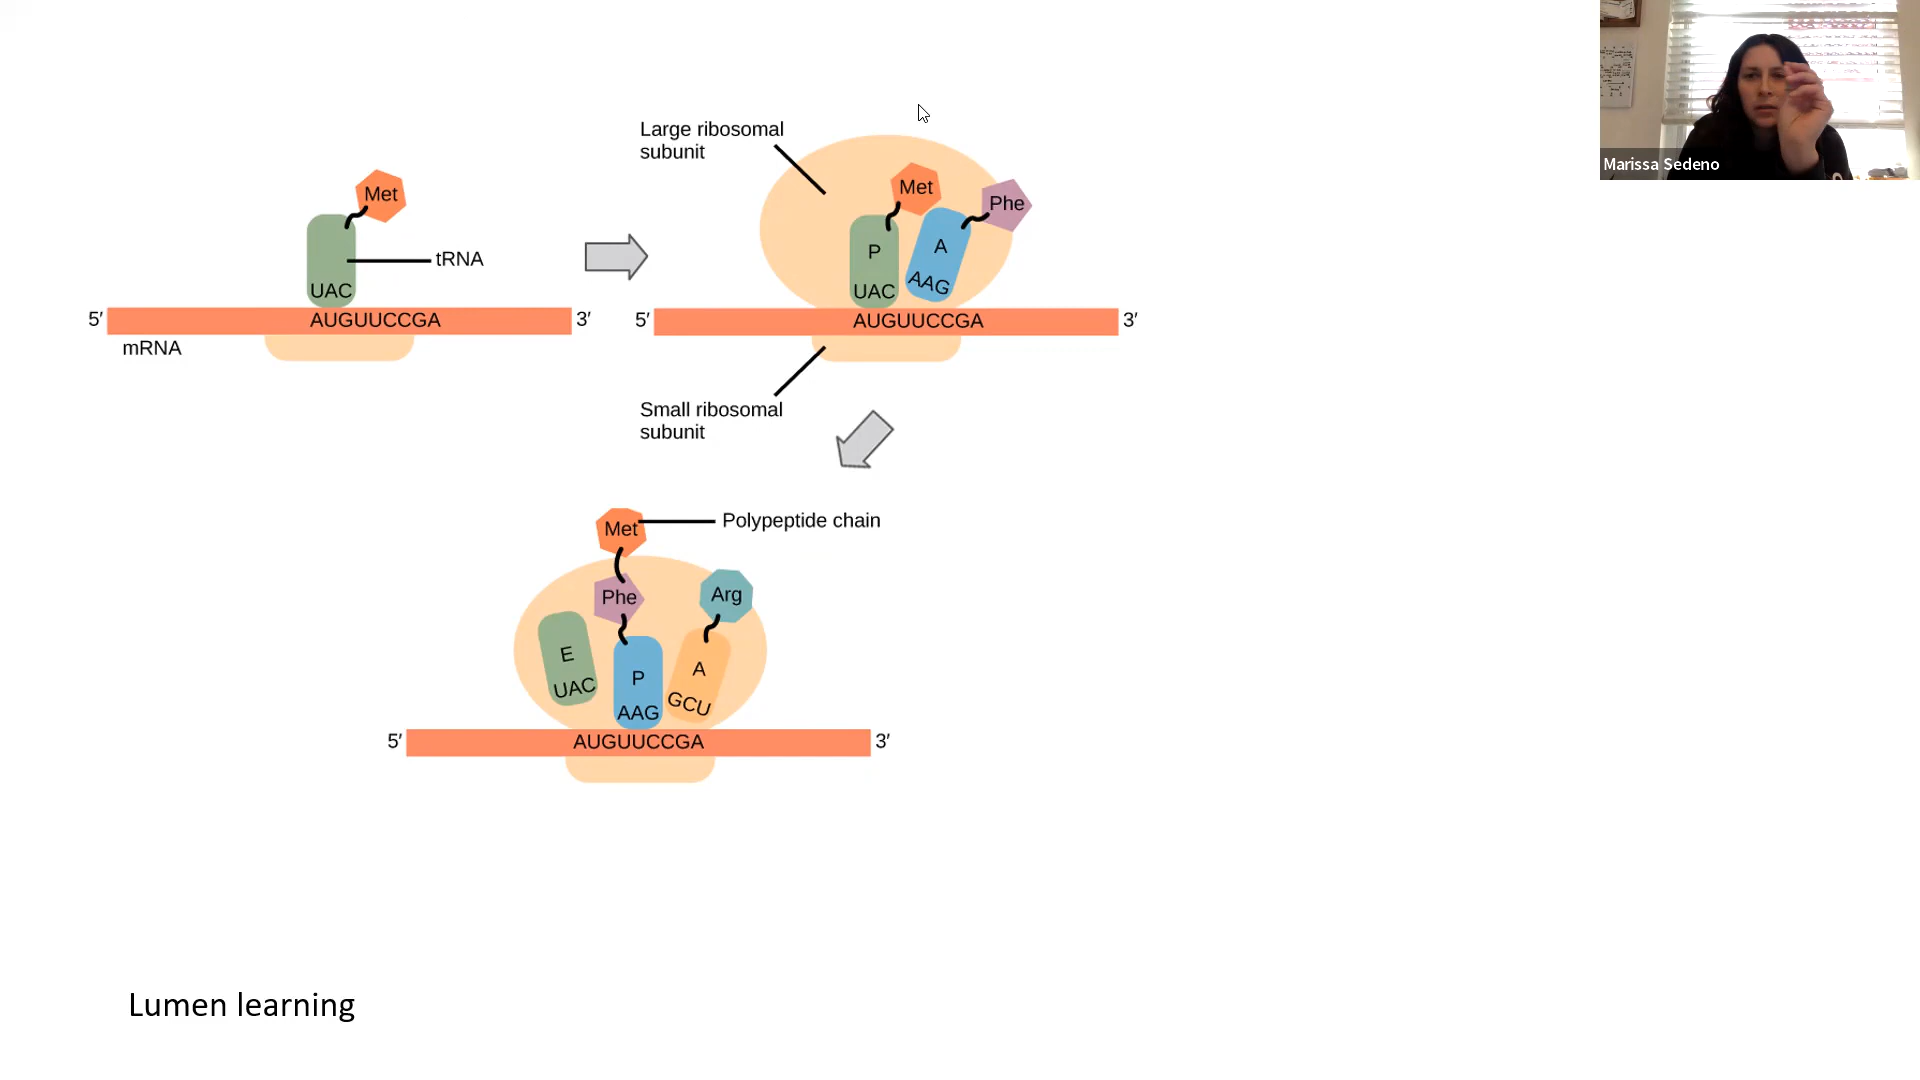 Marissa Sedeno
Met
tRNA
UAC
5′ AUGUUCCGA 3′
mRNA
Large ribosomal
subunit
Met
Phe
P
A
UAC
AAG
5′ AUGUUCCGA 3′
Small ribosomal
subunit
Met
Polypeptide chain
Phe
Arg
E
P
A
UAC
AAG
GCU
5′ AUGUUCCGA 3′
Lumen learning